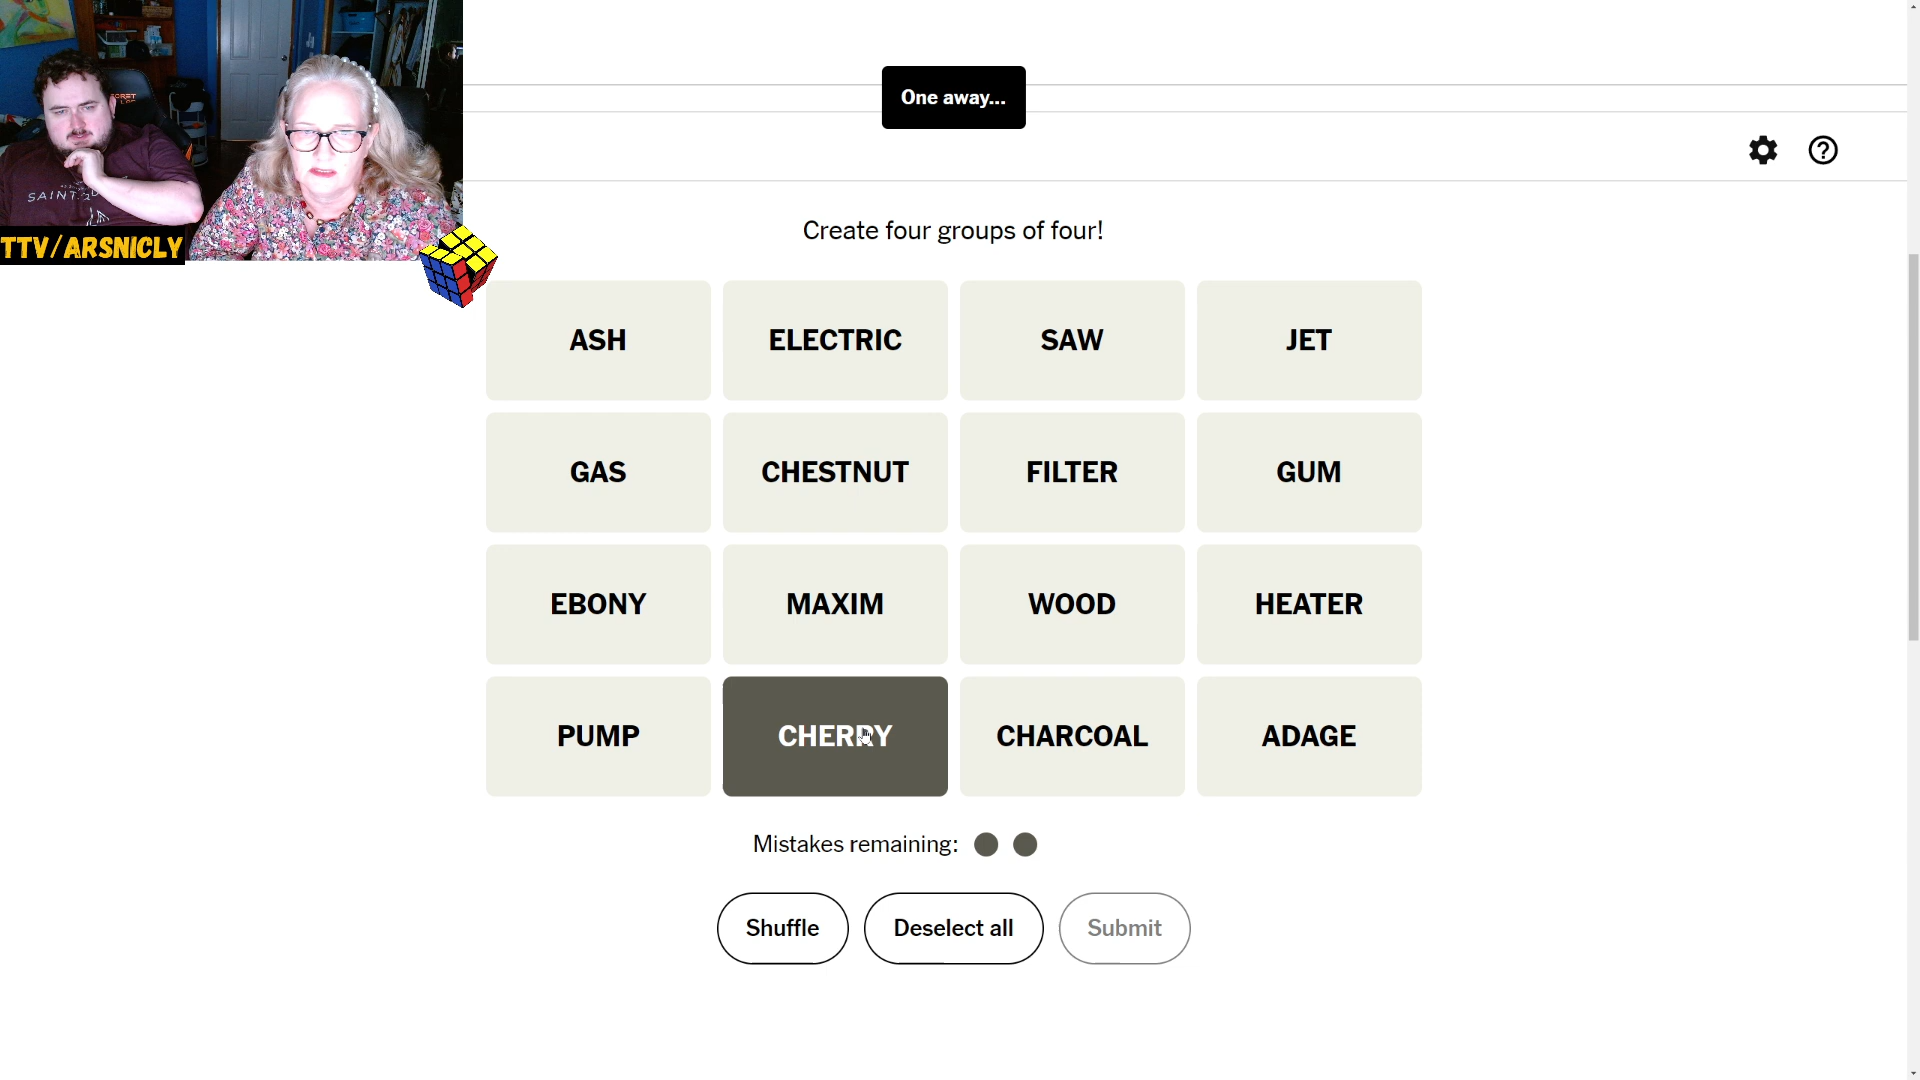 One away...
Create four groups of four!
TTV/ARSNICLY
ASH
ELECTRIC
SAW
JET
GAS
CHESTNUT
FILTER
GUM
EBONY
MAXIM
WOOD
HEATER
PUMP
CHERRY
CHARCOAL
ADAGE
Mistakes remaining:
Shuffle
Deselect all
Submit